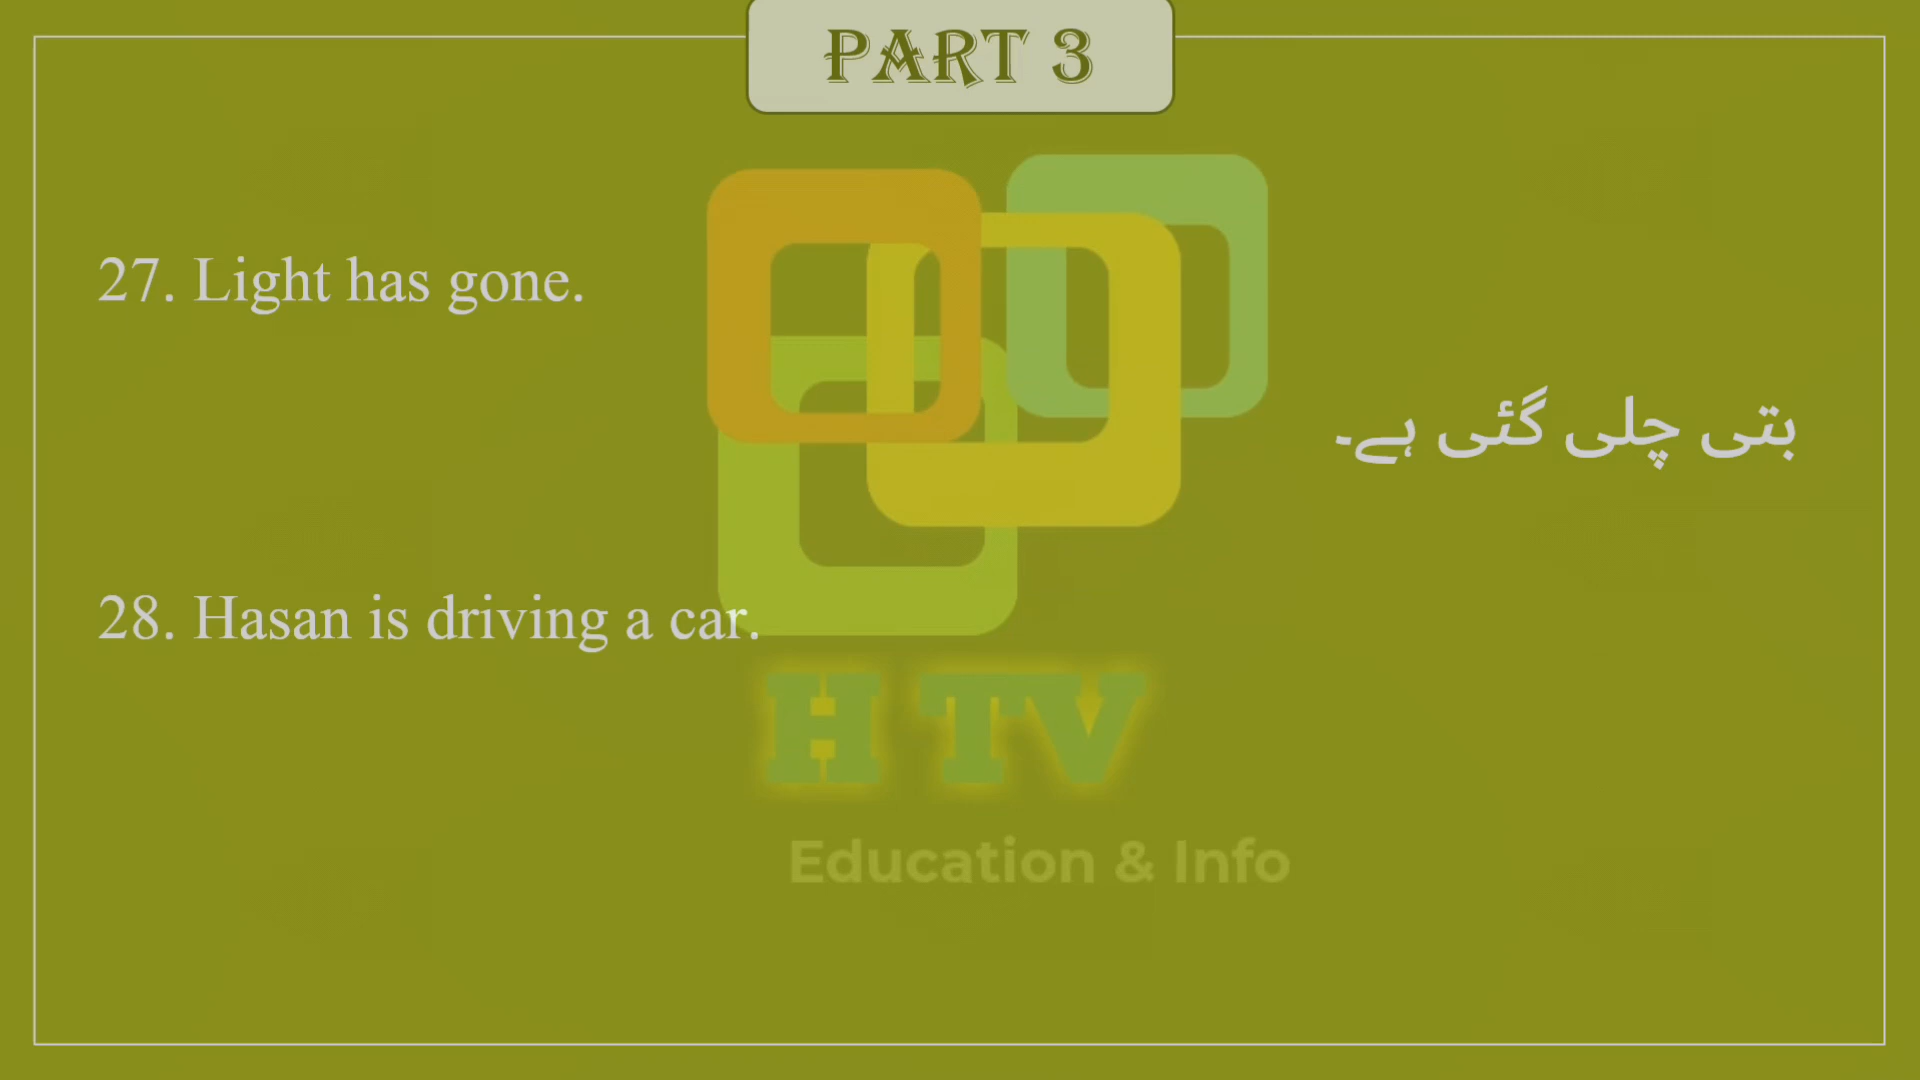 PART 3
27. Light has gone.
بتی چلی گئی ہے۔
28. Hasan is driving a car.
H TV
Education & Info